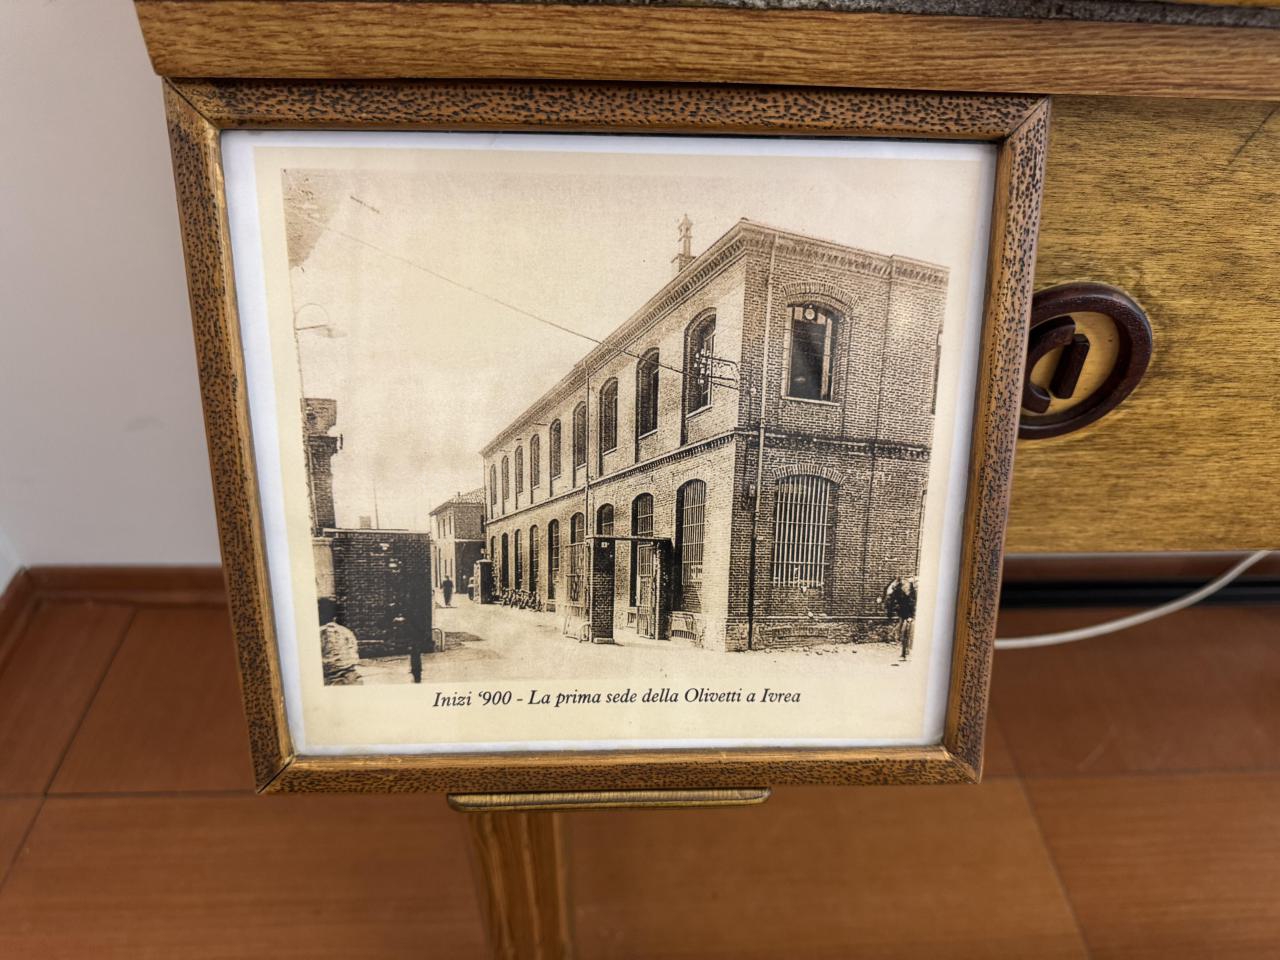 Inizi ‘900 - La prima sede della Olivetti a Ivrea